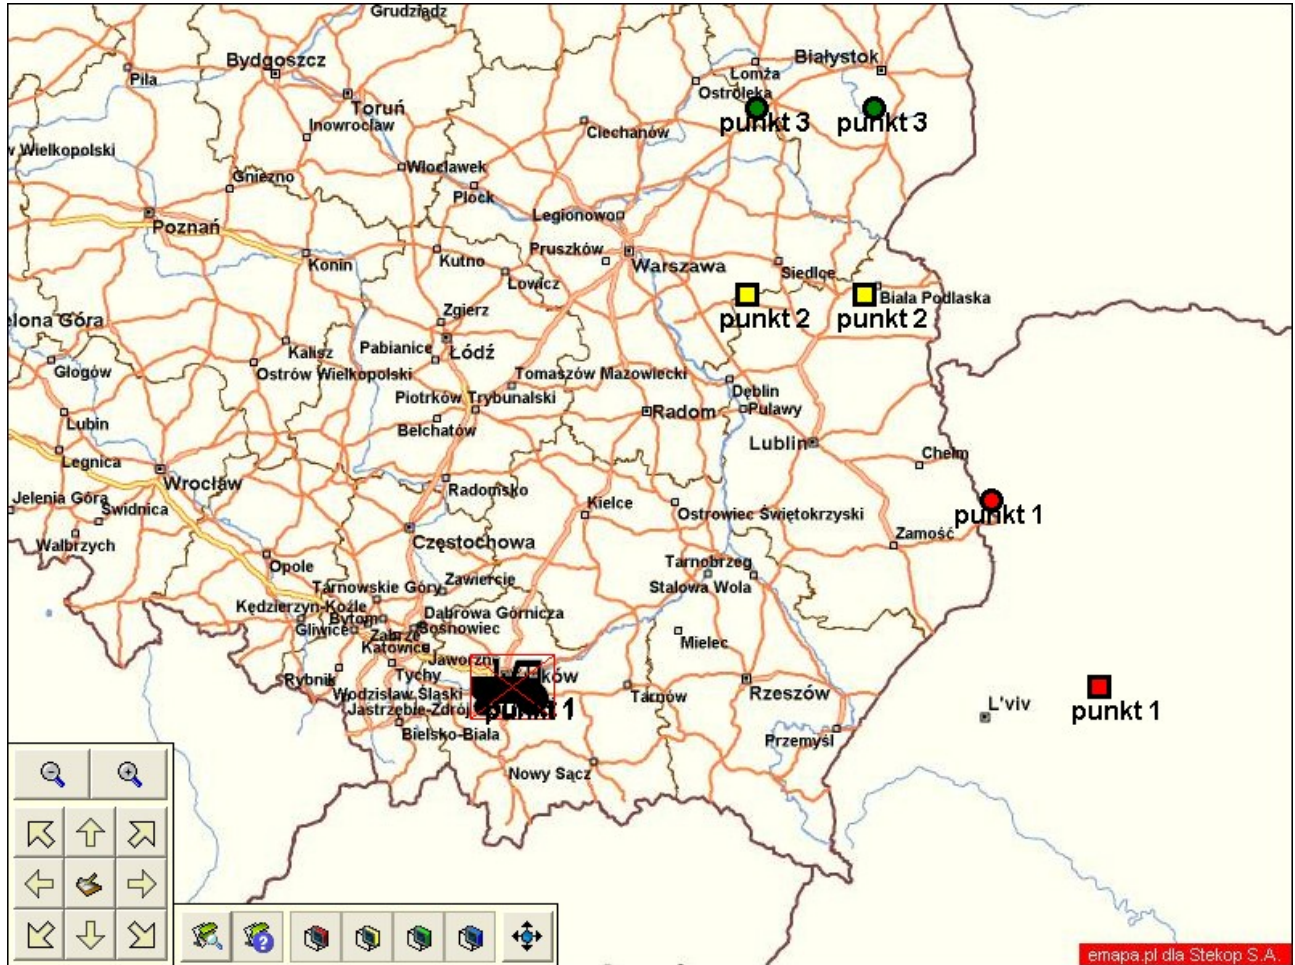 Grudziądz
Bydgoszcz
Białystok
Piła
Łomża
Ostrołęka
Toruń
Inowrocław
Ciechanów
punkt 3
punkt 3
w Wielkopolski
Włocławek
Gniezno
Płock
Legionowo
Poznań
Pruszków
Kutno
Warszawa
Konin
Siedlce
Łowicz
Biała Podlaska
Zgierz
punkt 2
punkt 2
elona Góra
Kalisz
Pabianice
Łódź
Głogów
Ostrów Wielkopolski
Tomaszów Mazowiecki
Dęblin
Piotrków Trybunalski
Radom
Puławy
Lubin
Bełchatów
Lublin
Chełm
Legnica
Wrocław
Radomsko
Jelenia Góra
Świdnica
Kielce
Ostrowiec Świętokrzyski
punkt 1
Wałbrzych
Częstochowa
Zamość
Opole
Tarnobrzeg
Tarnowskie Góry
Zawiercie
Stalowa Wola
Kędzierzyn-Koźle
Dąbrowa Górnicza
Bytom
Gliwice
Sosnowiec
Zabrze
Katowice
Mielec
Jaworzn
Rybnik
Tychy
ków
Wodzisław Śląski
Tarnów
Rzeszów
L'viv
Jastrzębie-Zdrój
punkt 1
punkt 1
Bielsko-Biała
Przemyśl
Nowy Sącz
emapa.pl dla Stekop S.A.